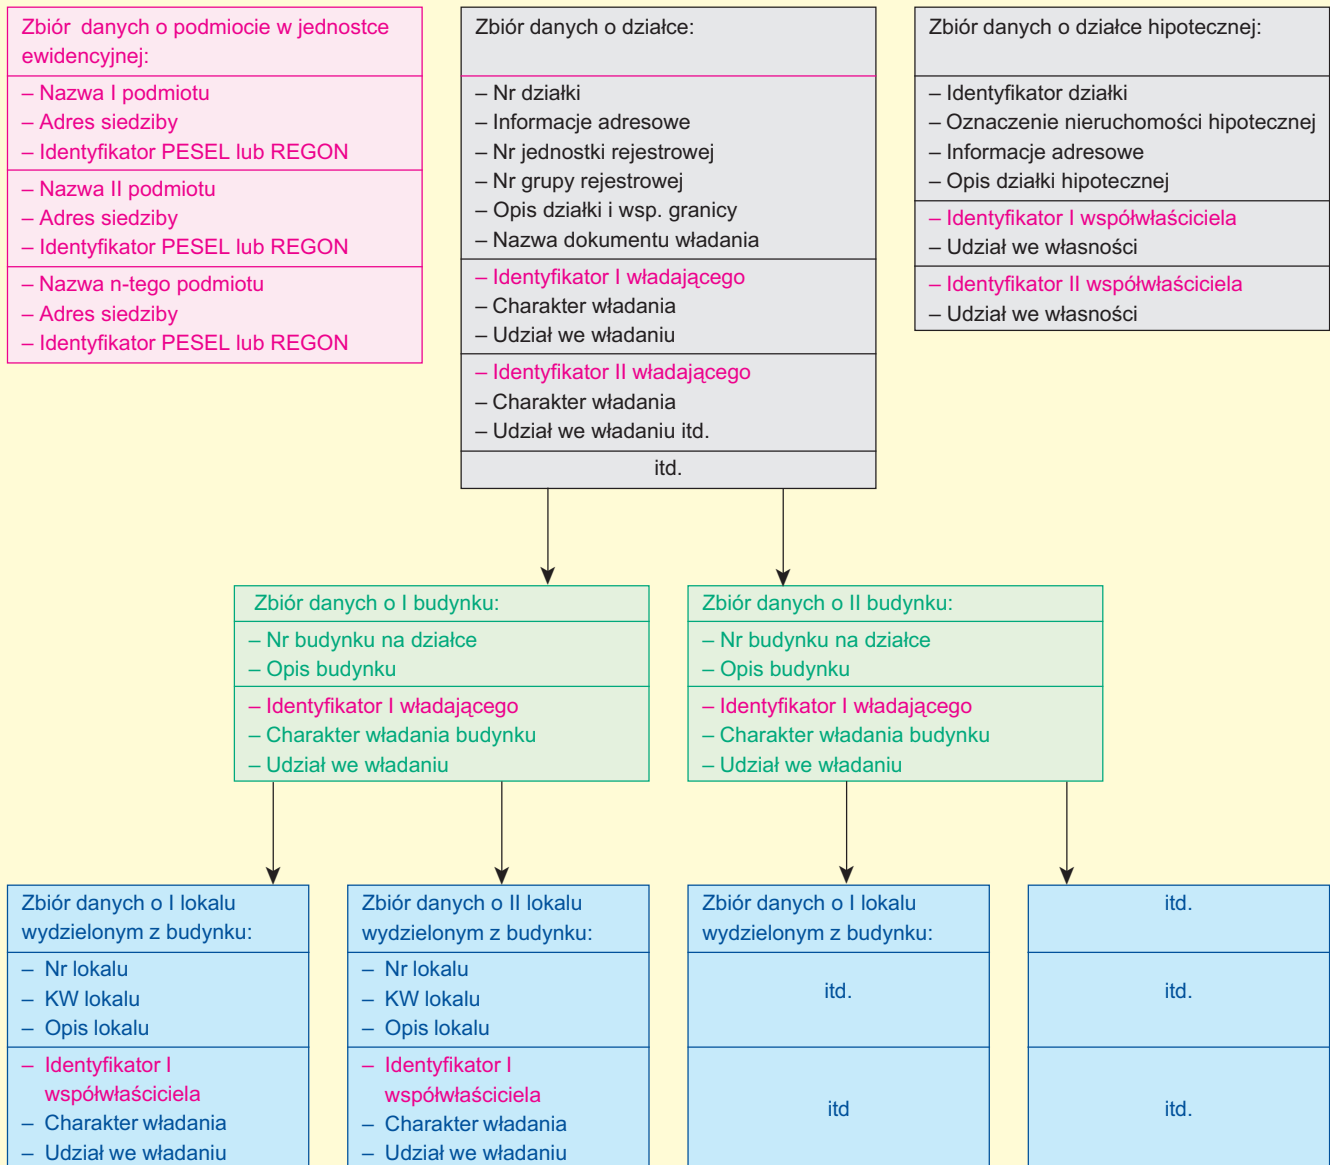 Zbiór danych o podmiocie w jednostce
ewidencyjnej:
– Nazwa I podmiotu
– Adres siedziby
– Identyfikator PESEL lub REGON
– Nazwa II podmiotu
– Adres siedziby
– Identyfikator PESEL lub REGON
– Nazwa n-tego podmiotu
– Adres siedziby
– Identyfikator PESEL lub REGON
Zbiór danych o działce:
– Nr działki
– Informacje adresowe
– Nr jednostki rejestrowej
– Nr grupy rejestrowej
– Opis działki i wsp. granicy
– Nazwa dokumentu władania
– Identyfikator I władającego
– Charakter władania
– Udział we władaniu
– Identyfikator II władającego
– Charakter władania
– Udział we władaniu itd.
itd.
Zbiór danych o działce hipotecznej:
– Identyfikator działki
– Oznaczenie nieruchomości hipotecznej
– Informacje adresowe
– Opis działki hipotecznej
– Identyfikator I współwłaściciela
– Udział we własności
– Identyfikator II współwłaściciela
– Udział we własności
Zbiór danych o I budynku:
– Nr budynku na działce
– Opis budynku
– Identyfikator I władającego
– Charakter władania budynku
– Udział we władaniu
Zbiór danych o II budynku:
– Nr budynku na działce
– Opis budynku
– Identyfikator I władającego
– Charakter władania budynku
– Udział we władaniu
Zbiór danych o I lokalu
wydzielonym z budynku:
– Nr lokalu
– KW lokalu
– Opis lokalu
– Identyfikator I
współwłaściciela
– Charakter władania
– Udział we władaniu
Zbiór danych o II lokalu
wydzielonym z budynku:
– Nr lokalu
– KW lokalu
– Opis lokalu
– Identyfikator I
współwłaściciela
– Charakter władania
– Udział we władaniu
Zbiór danych o I lokalu
wydzielonym z budynku:
itd.
itd
itd.
itd.
itd.